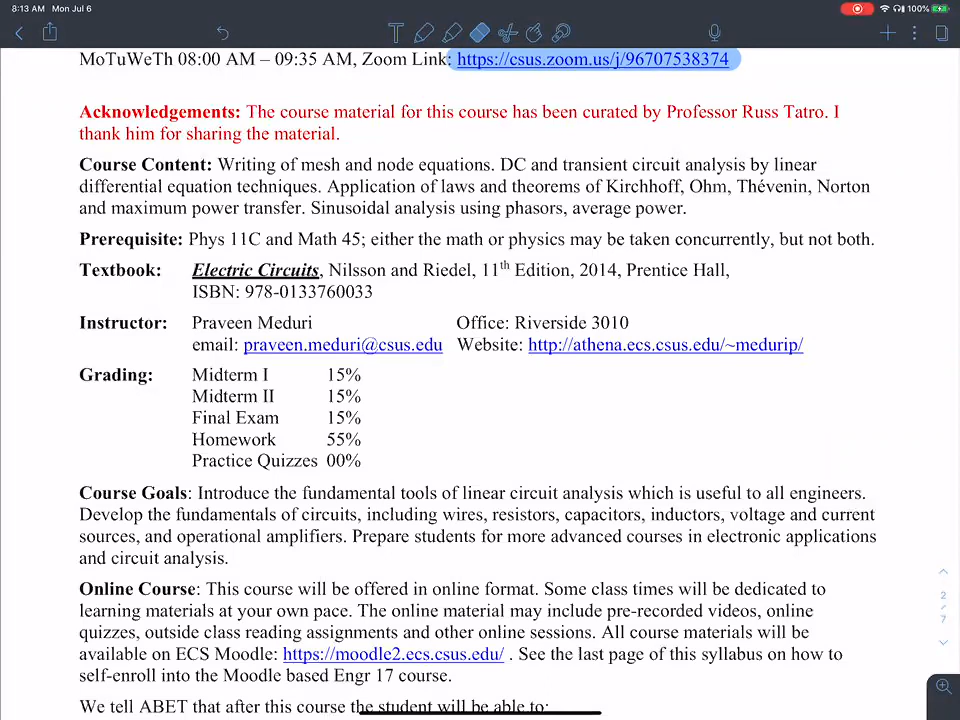 8:13 AM Mon Jul 6
100%
MoTuWeTh 08:00 AM – 09:35 AM, Zoom Link: https://csus.zoom.us/j/96707538374
Acknowledgements: The course material for this course has been curated by Professor Russ Tatro. I
thank him for sharing the material.
Course Content: Writing of mesh and node equations. DC and transient circuit analysis by linear
differential equation techniques. Application of laws and theorems of Kirchhoff, Ohm, Thévenin, Norton
and maximum power transfer. Sinusoidal analysis using phasors, average power.
Prerequisite: Phys 11C and Math 45; either the math or physics may be taken concurrently, but not both.
Textbook: Electric Circuits, Nilsson and Riedel, 11th Edition, 2014, Prentice Hall,
ISBN: 978-0133760033
Instructor: Praveen Meduri Office: Riverside 3010
email: praveen.meduri@csus.edu Website: http://athena.ecs.csus.edu/~medurip/
Grading: Midterm I 15%
Midterm II 15%
Final Exam 15%
Homework 55%
Practice Quizzes 00%
Course Goals: Introduce the fundamental tools of linear circuit analysis which is useful to all engineers.
Develop the fundamentals of circuits, including wires, resistors, capacitors, inductors, voltage and current
sources, and operational amplifiers. Prepare students for more advanced courses in electronic applications
and circuit analysis.
Online Course: This course will be offered in online format. Some class times will be dedicated to
learning materials at your own pace. The online material may include pre-recorded videos, online
quizzes, outside class reading assignments and other online sessions. All course materials will be
available on ECS Moodle: https://moodle2.ecs.csus.edu/ . See the last page of this syllabus on how to
self-enroll into the Moodle based Engr 17 course.
We tell ABET that after this course the student will be able to:
2
/
7